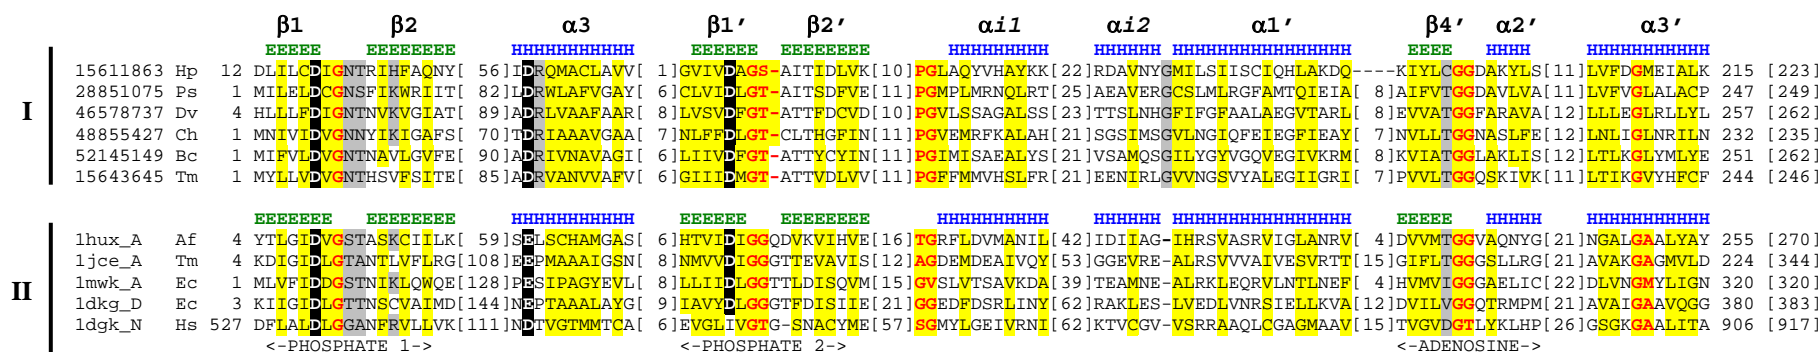 β1 β2 α3 β1′ β2′ αi1 αi2 α1′ β4′ α2′ α3′
EEEEE EEEEEEEE HHHHHHHHHHH EEEEEE EEEEEEEE HHHHHHHHH HHHHHH HHHHHHHHHHHHHHHH EEEE HHHH HHHHHHHHHHH
I
15611863 Hp 12 DLILCDIGNTRIHFAQNY[ 56]IDRQMACLAVV[ 1]GVIVDAGS-AITIDLVK[10]PGLAQYVHAYKK[22]RDAVNYGMILSIISCIQHLAKDQ----KIYLCGGDAKYLS[11]LVFDGMEIALK 215 [223]
28851075 Ps 1 MILELDCGNSFIKWRIIT[ 82]LDRWLAFVGAY[ 6]CLVIDLGT-AITSDFVE[11]PGMPLMRNQLRT[25]AEAVERGCSLMLRGFAMTQIEIA[ 8]AIFVTGGDAVLVA[11]LVFVGLALACP 247 [249]
46578737 Dv 4 HLLLFDIGNTNVKVGIAT[ 89]ADRLVAAFAAR[ 8]LVSVDFGT-ATTFDCVD[10]PGVLSSAGALSS[23]TTSLNHGFIFGFAALAEGVTARL[ 8]EVVATGGFARAVA[12]LLLEGLRLLYL 257 [262]
48855427 Ch 1 MNIVIDVGNNYIKIGAFS[ 70]TDRIAAAVGAA[ 7]NLFFDLGT-CLTHGFIN[11]PGVEMRFKALAH[21]SGSIMSGVLNGIQFEIEGFIEAY[ 7]NVLLTGGNASLFE[12]LNLIGLNRILN 232 [235]
52145149 Bc 1 MIFVLDVGNTNAVLGVFE[ 90]ADRIVNAVAGI[ 6]LIIVDFGT-ATTYCYIN[11]PGIMISAEALYS[21]VSAMQSGILYGYVGQVEGIVKRM[ 8]KVIATGGLAKLIS[12]LTLKGLYMLYE 251 [262]
15643645 Tm 1 MYLLVDVGNTHSVFSITE[ 85]ADRVANVVAFV[ 6]GIIIDMGT-ATTVDLVV[11]PGFFMMVHSLFR[21]EENIRLGVVNGSVYALEGIIGRI[ 7]PVVLTGGQSKIVK[11]LTIKGVYHFCF 244 [246]
EEEEEEE EEEEEEEE HHHHHHHHHHH EEEEEE EEEEEEEE HHHHHHHHHH HHHHHH HHHHHHHHHHHHHHHH EEEEE HHHHH HHHHHHHHHHH
II
1hux_A Af 4 YTLGIDVGSTASKCIILK[ 59]SELSCHAMGAS[ 6]HTVIDIGGQDVKVIHVE[16]TGRFLDVMANIL[42]IDIIAG-IHRSVASRVIGLANRV[ 4]DVVMTGGVAQNYG[21]NGALGAALYAY 255 [270]
1jce_A Tm 4 KDIGIDLGTANTLVFLRG[108]EEPMAAAIGSN[ 8]NMVVDIGGGTTEVAVIS[12]AGDEMDEAIVQY[53]GGEVRE-ALRSVVVAIVESVRTT[15]GIFLTGGGSLLRG[21]AVAKGAGMVLD 224 [344]
1mwk_A Ec 1 MLVFIDDGSTNIKLQWQE[128]PESIPAGYEVL[ 8]LLIIDLGGTTLDISQVM[15]GVSLVTSAVKDA[39]TEAMNE-ALRKLEQRVLNTLNEF[ 4]HVMVIGGGAELIC[22]DLVNGMYLIGN 320 [320]
1dkg_D Ec 3 KIIGIDLGTTNSCVAIMD[144]NEPTAAALAYG[ 9]IAVYDLGGGTFDISIIE[21]GGEDFDSRLINY[62]RAKLES-LVEDLVNRSIELLKVA[12]DVILVGGQTRMPM[21]AVAIGAAVQGG 380 [383]
1dgk_N Hs 527 DFLALDLGGANFRVLLVK[111]NDTVGTMMTCA[ 6]EVGLIVGTG-SNACYME[57]SGMYLGEIVRNI[62]KTVCGV-VSRRAAQLCGAGMAAV[15]TVGVDGTLYKLHP[26]GSGKGAALITA 906 [917]
<-PHOSPHATE 1-> <-PHOSPHATE 2-> <-ADENOSINE->